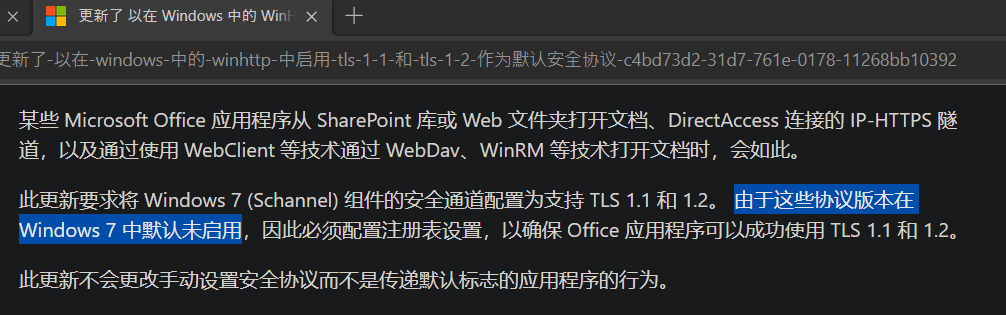 更新了 以在 Windows 中的 Win
更新了-以在-windows-中的-winhttp-中启用-tls-1-1-和-tls-1-2-作为默认安全协议-c4bd73d2-31d7-761e-0178-11268bb10392
某些 Microsoft Office 应用程序从 SharePoint 库或 Web 文件夹打开文档、DirectAccess 连接的 IP-HTTPS 隧
道，以及通过使用 WebClient 等技术通过 WebDav、WinRM 等技术打开文档时，会如此。
此更新要求将 Windows 7 (Schannel) 组件的安全通道配置为支持 TLS 1.1 和 1.2。 由于这些协议版本在
Windows 7 中默认未启用，因此必须配置注册表设置，以确保 Office 应用程序可以成功使用 TLS 1.1 和 1.2。
此更新不会更改手动设置安全协议而不是传递默认标志的应用程序的行为。